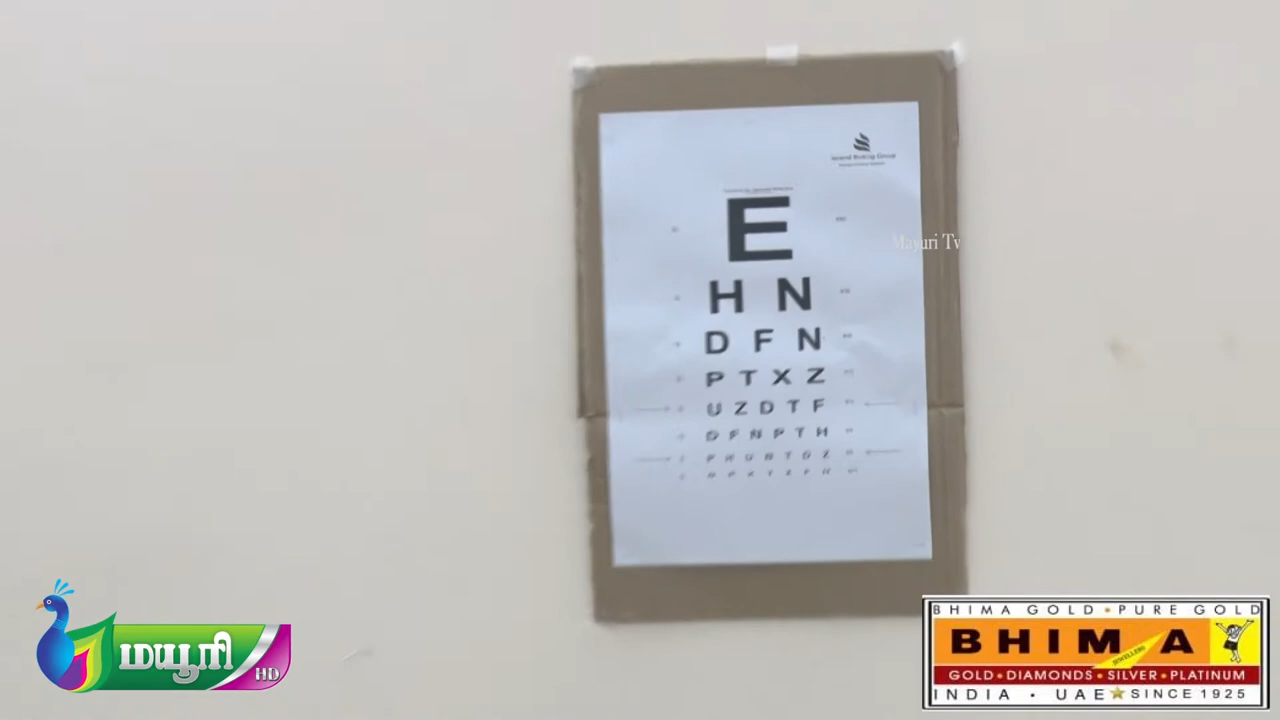 E
H N
D F N
P T X Z
U Z D T F
D F N P T H
P H U N T D Z
Mayuri Tv
மயூரி
HD
BHIMA GOLD • PURE GOLD
BHIMA
JEWELLERS
GOLD • DIAMONDS • SILVER • PLATINUM
INDIA • UAE ★ SINCE 1925